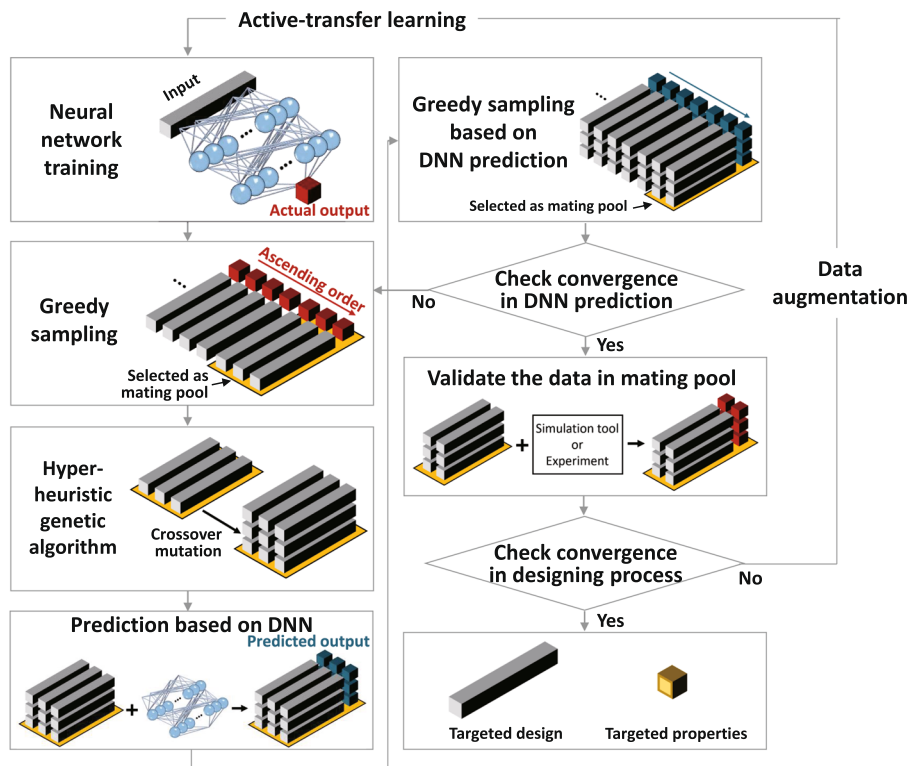 Active-transfer learning
Neural
network
training
Input
Actual output
Greedy
sampling
Ascending order
Selected as
mating pool
Hyper-
heuristic
genetic
algorithm
Crossover
mutation
Prediction based on DNN
Predicted output
Greedy sampling
based on
DNN prediction
Selected as mating pool
Check convergence
in DNN prediction
No
Yes
Validate the data in mating pool
Simulation tool
or
Experiment
Check convergence
in designing process
No
Yes
Targeted design
Targeted properties
Data
augmentation